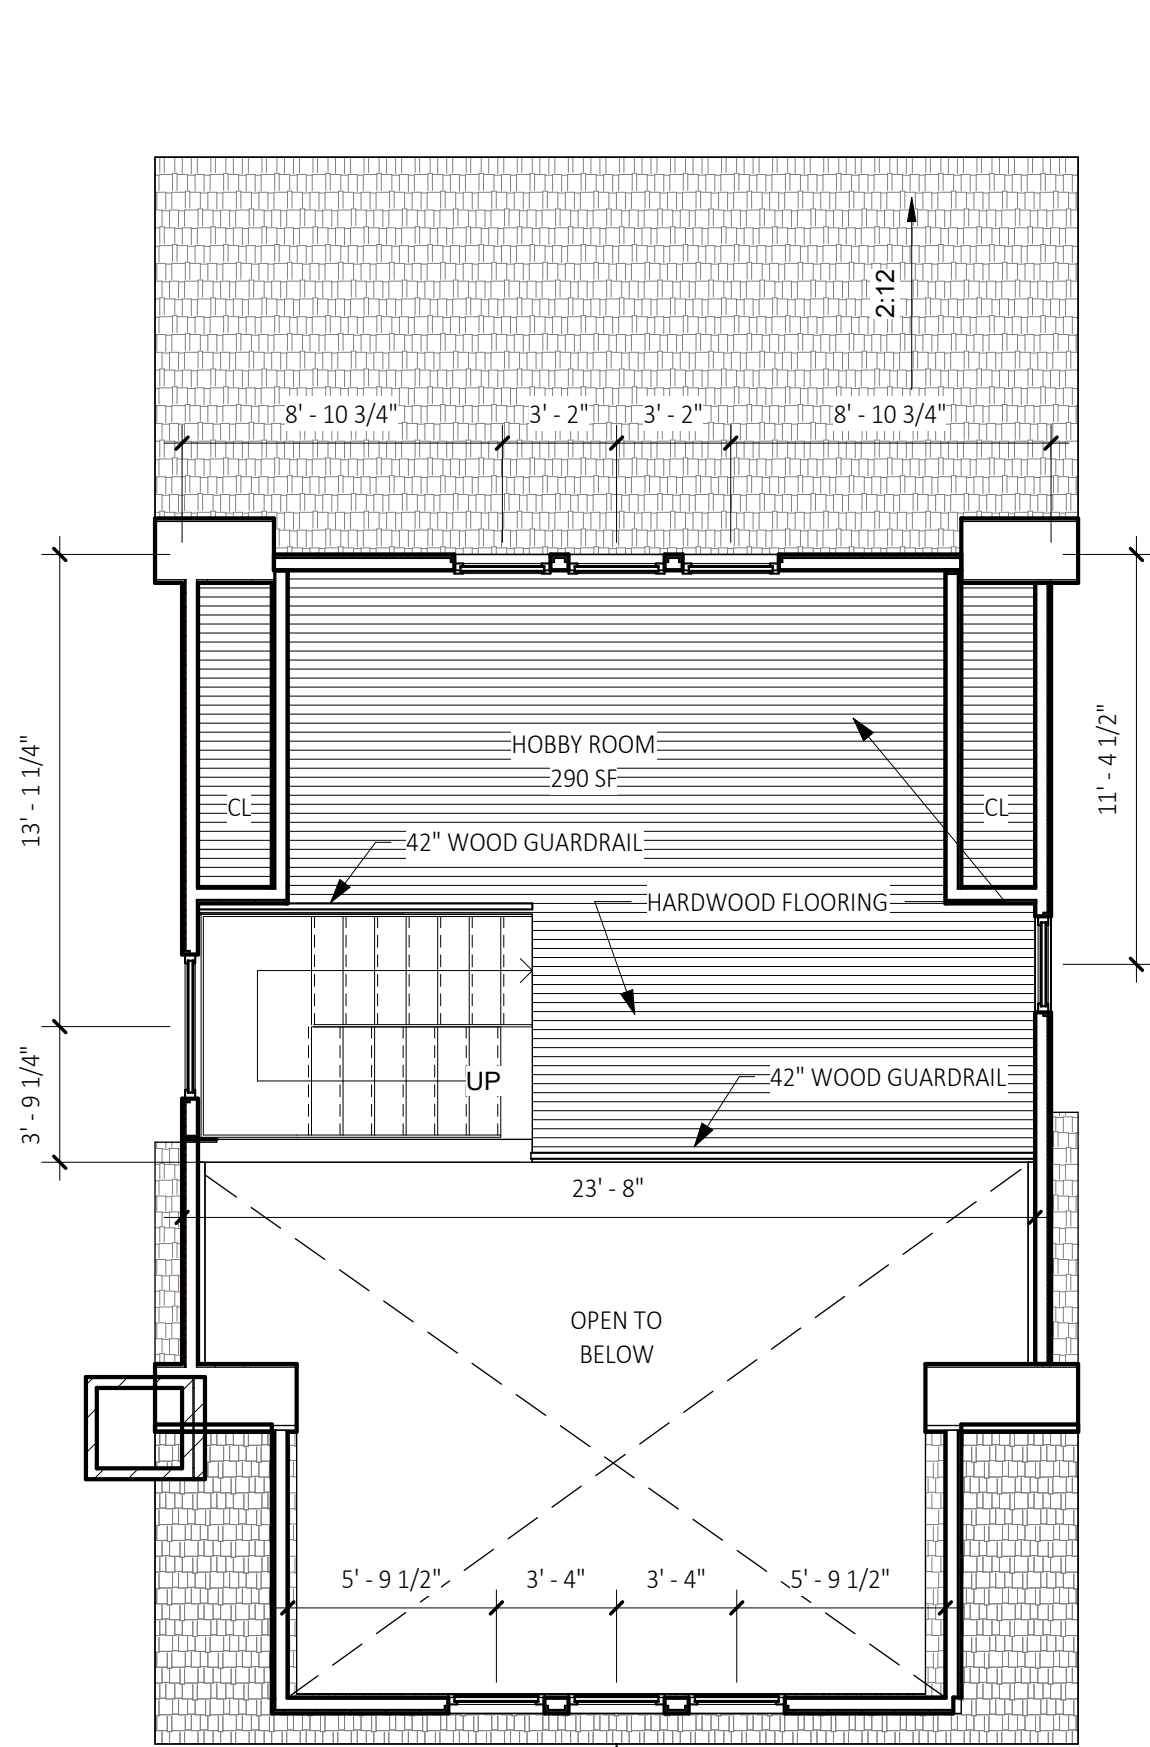 2:12
8' - 10 3/4"
3' - 2"
3' - 2"
8' - 10 3/4"
13' - 1 1/4"
11' - 4 1/2"
HOBBY ROOM
290 SF
CL
CL
42" WOOD GUARDRAIL
HARDWOOD FLOORING
3' - 9 1/4"
UP
42" WOOD GUARDRAIL
23' - 8"
OPEN TO
BELOW
5' - 9 1/2"
3' - 4"
3' - 4"
5' - 9 1/2"